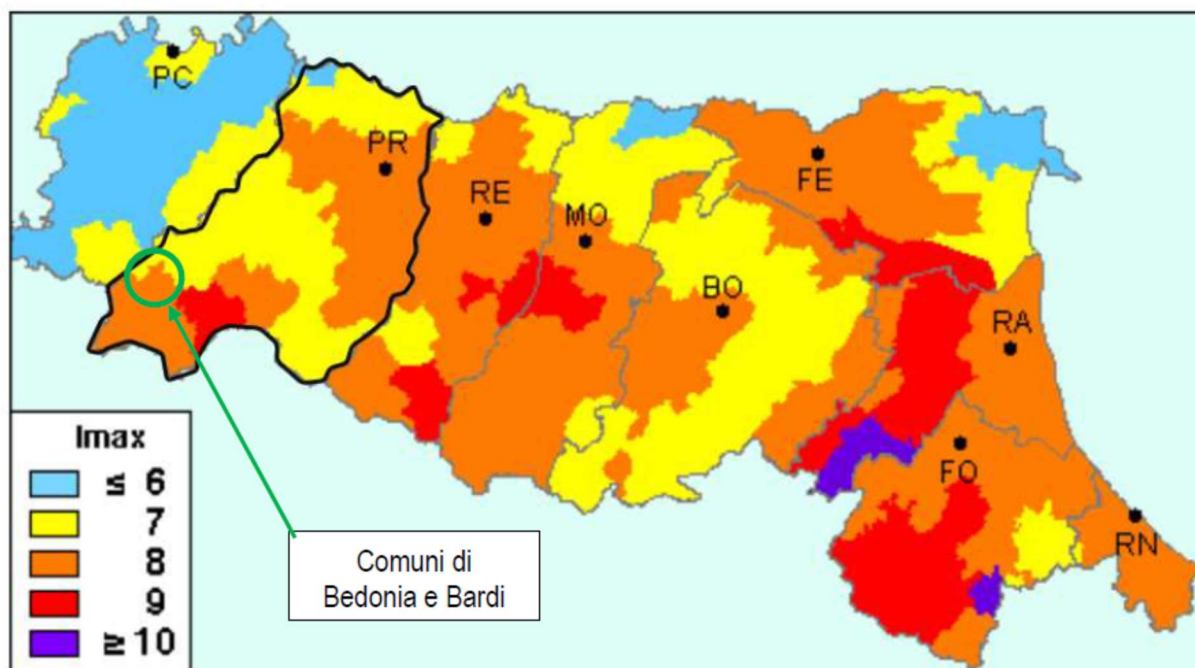 PC
PR
RE
MO
FE
BO
RA
FO
RN
Imax
≤ 6
7
8
9
≥ 10
Comuni di
Bedonia e Bardi